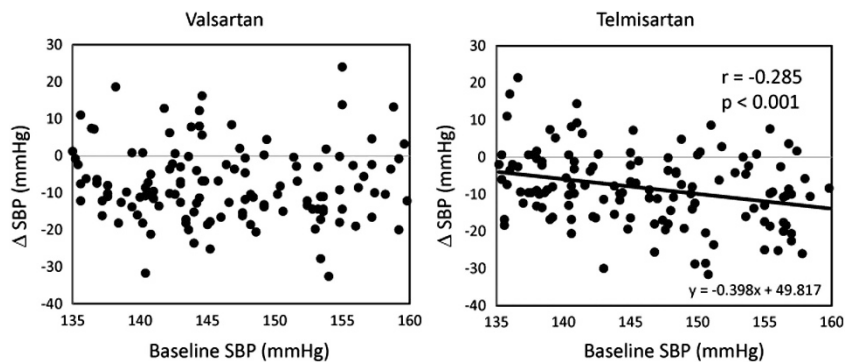 Valsartan
30
20
10
0
-10
-20
-30
-40
Δ SBP (mmHg)
135 140 145 150 155 160
Baseline SBP (mmHg)
Telmisartan
30
20
10
0
-10
-20
-30
-40
Δ SBP (mmHg)
r = -0.285
p < 0.001
y = -0.398x + 49.817
135 140 145 150 155 160
Baseline SBP (mmHg)